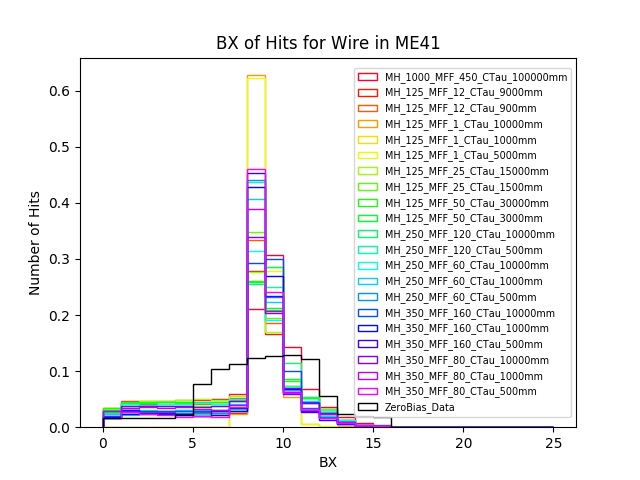 BX of Hits for Wire in ME41
Number of Hits
0.6
0.5
0.4
0.3
0.2
0.1
0.0
0 5 10 15 20 25
BX
MH_1000_MFF_450_CTau_100000mm
MH_125_MFF_12_CTau_9000mm
MH_125_MFF_12_CTau_900mm
MH_125_MFF_1_CTau_10000mm
MH_125_MFF_1_CTau_1000mm
MH_125_MFF_1_CTau_5000mm
MH_125_MFF_25_CTau_15000mm
MH_125_MFF_25_CTau_1500mm
MH_125_MFF_50_CTau_30000mm
MH_125_MFF_50_CTau_3000mm
MH_250_MFF_120_CTau_10000mm
MH_250_MFF_120_CTau_500mm
MH_250_MFF_60_CTau_10000mm
MH_250_MFF_60_CTau_1000mm
MH_250_MFF_60_CTau_500mm
MH_350_MFF_160_CTau_10000mm
MH_350_MFF_160_CTau_1000mm
MH_350_MFF_160_CTau_500mm
MH_350_MFF_80_CTau_10000mm
MH_350_MFF_80_CTau_1000mm
MH_350_MFF_80_CTau_500mm
ZeroBias_Data